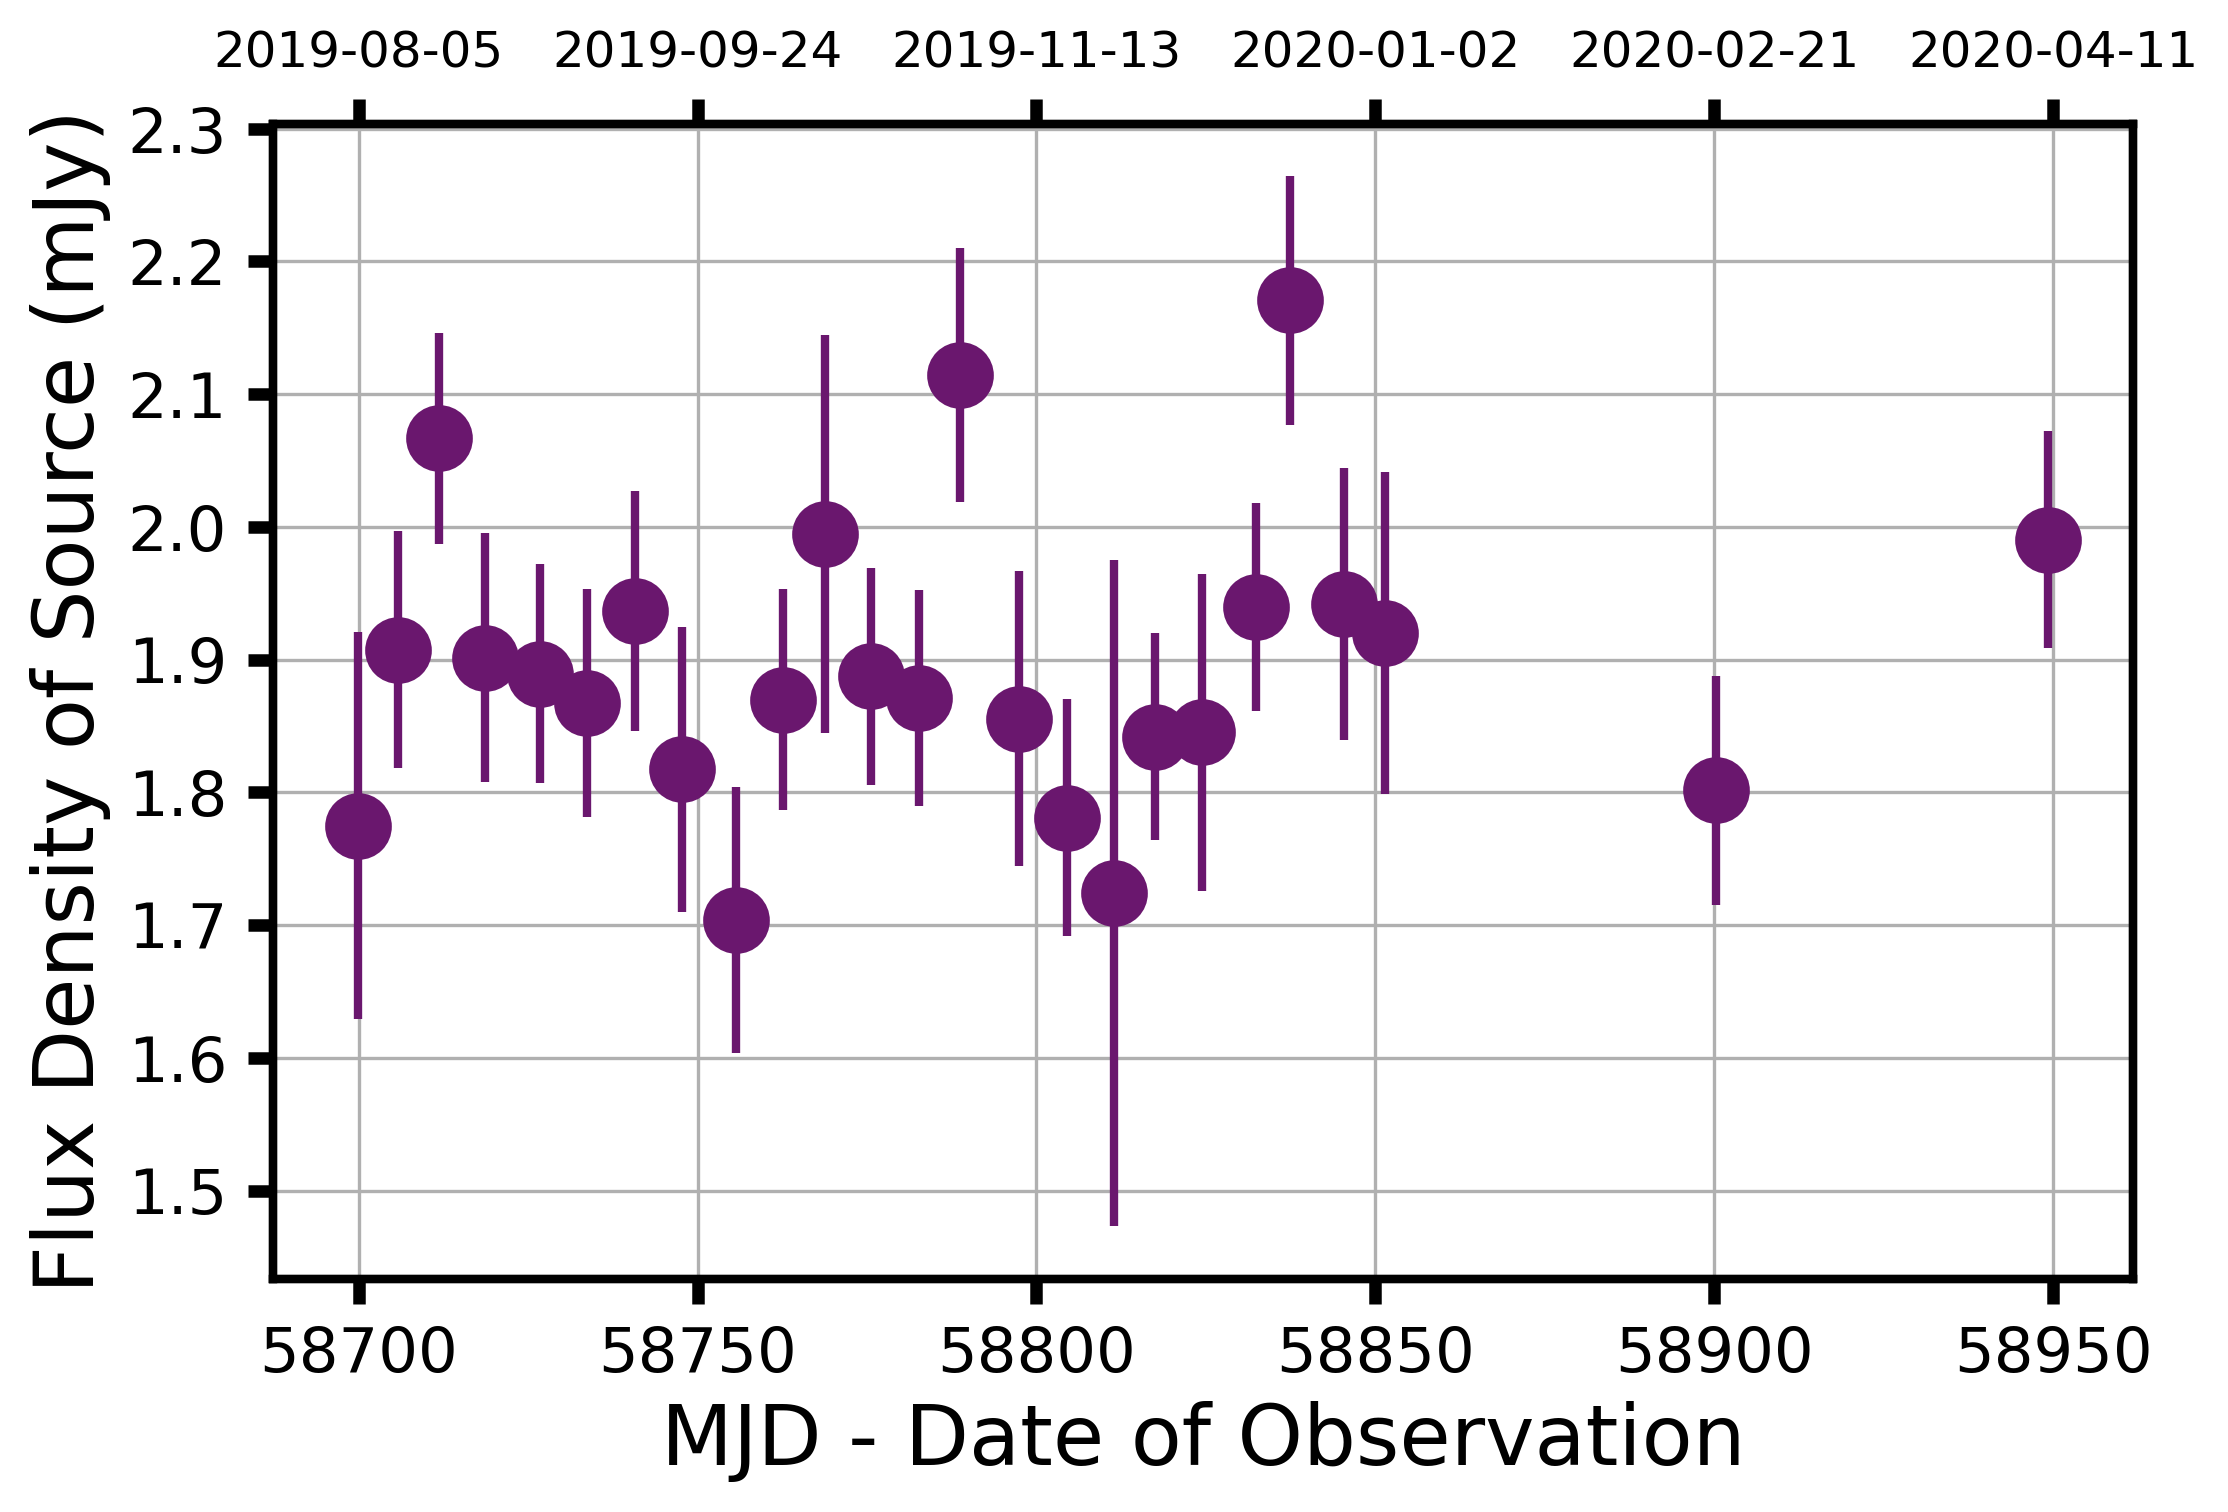 2019-08-05 2019-09-24 2019-11-13 2020-01-02 2020-02-21 2020-04-11
Flux Density of Source (mJy)
2.3
2.2
2.1
2.0
1.9
1.8
1.7
1.6
1.5
58700 58750 58800 58850 58900 58950
MJD - Date of Observation